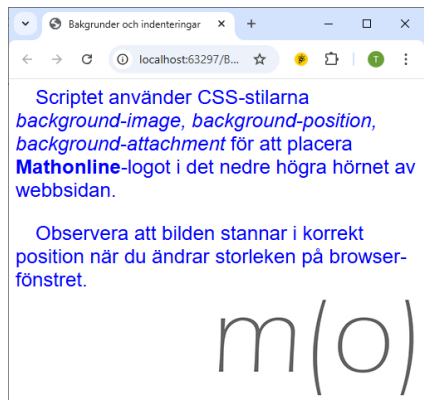 Bakgrunder och indenteringar
localhost:63297/B...
T
Scriptet använder CSS-stilarna
background-image, background-position,
background-attachment för att placera
Mathonline-logot i det nedre högra hörnet av
webbsidan.
Observera att bilden stannar i korrekt
position när du ändrar storleken på browser-
fönstret.
m(o)